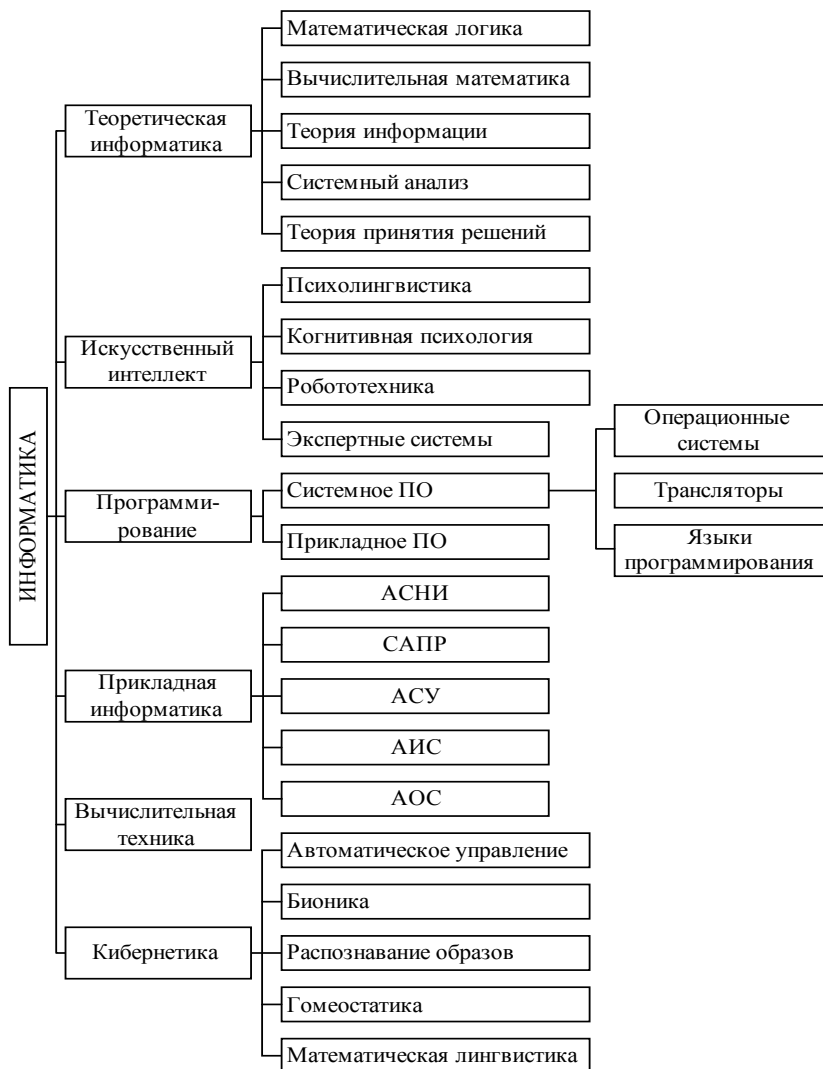 ИНФОРМАТИКА
Теоретическая
информатика
Математическая логика
Вычислительная математика
Теория информации
Системный анализ
Теория принятия решений
Искусственный
интеллект
Психолингвистика
Когнитивная психология
Робототехника
Экспертные системы
Программи-
рование
Системное ПО
Операционные
системы
Трансляторы
Языки
программирования
Прикладное ПО
Прикладная
информатика
АСНИ
САПР
АСУ
АИС
АОС
Вычислительная
техника
Кибернетика
Автоматическое управление
Бионика
Распознавание образов
Гомеостатика
Математическая лингвистика